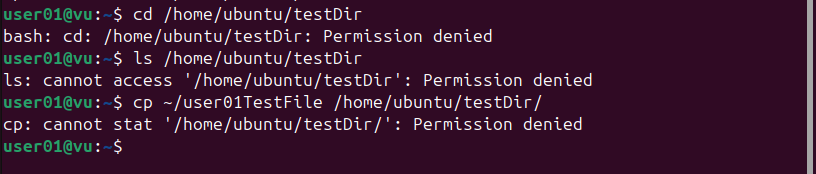 user01@vu:~$ cd /home/ubuntu/testDir
bash: cd: /home/ubuntu/testDir: Permission denied
user01@vu:~$ ls /home/ubuntu/testDir
ls: cannot access '/home/ubuntu/testDir': Permission denied
user01@vu:~$ cp ~/user01TestFile /home/ubuntu/testDir/
cp: cannot stat '/home/ubuntu/testDir/': Permission denied
user01@vu:~$